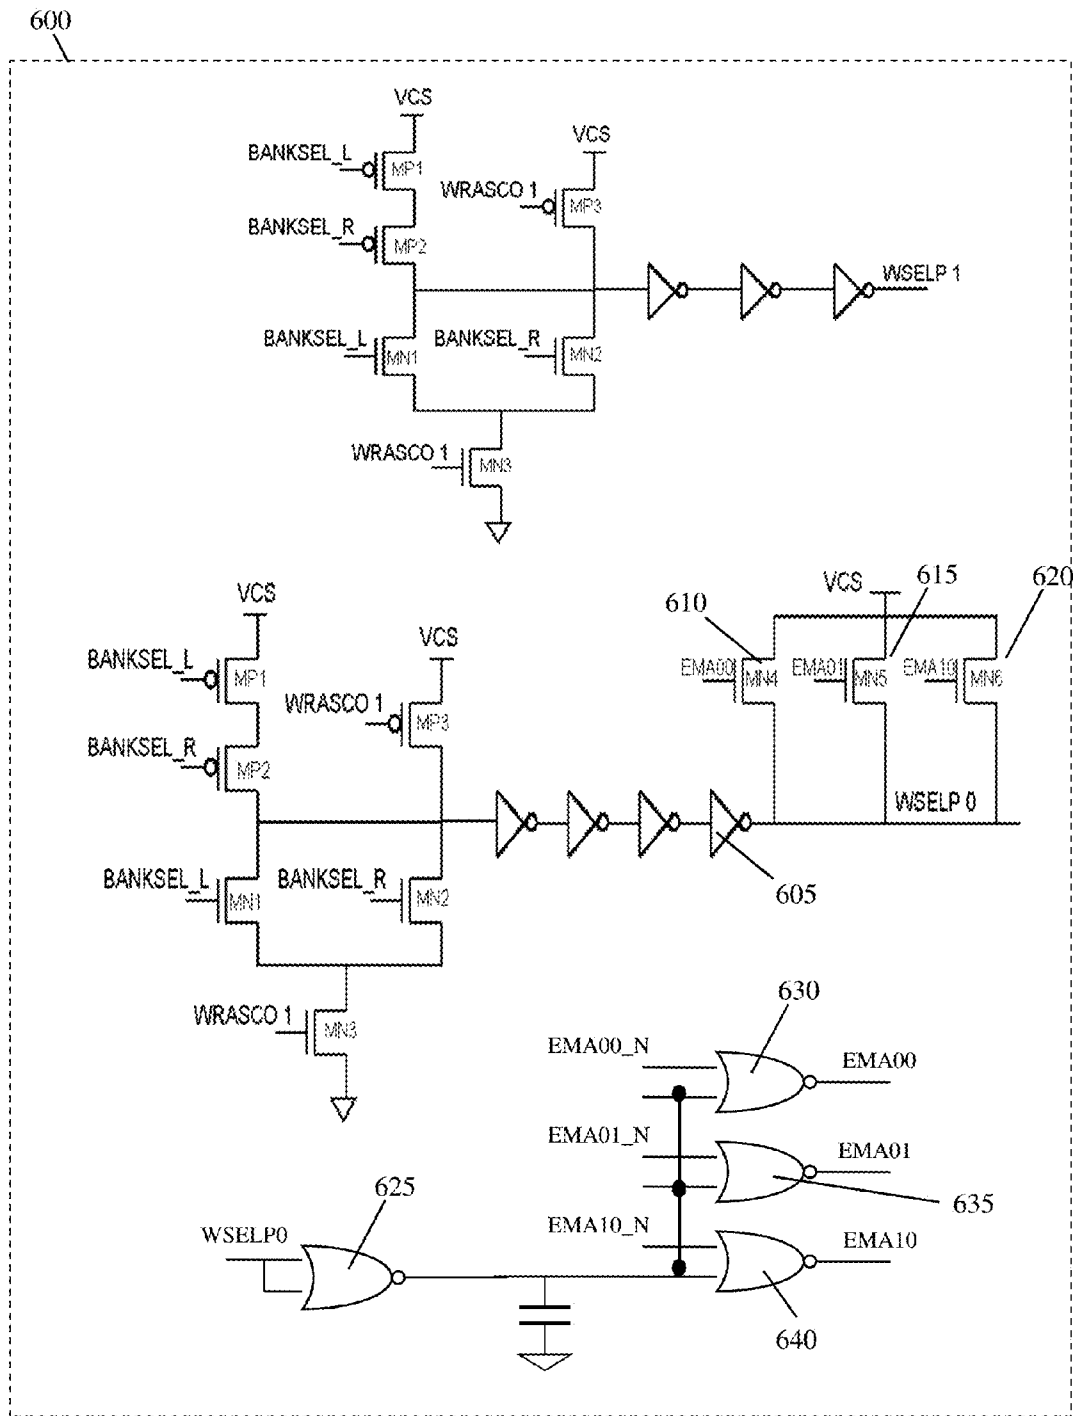 600
VCS
BANKSEL_L
MP1
VCS
WRASCO 1
MP3
BANKSEL_R
MP2
WSELP 1
BANKSEL_L
MN1
BANKSEL_R
MN2
WRASCO 1
MN3
VCS
BANKSEL_L
MP1
VCS
WRASCO 1
MP3
BANKSEL_R
MP2
610
VCS
615
620
EMA00
MN4
EMA01
MN5
EMA10
MN6
WSELP 0
605
BANKSEL_L
MN1
BANKSEL_R
MN2
WRASCO 1
MN3
630
EMA00_N
EMA00
EMA01_N
EMA01
635
625
WSELP0
EMA10_N
EMA10
640